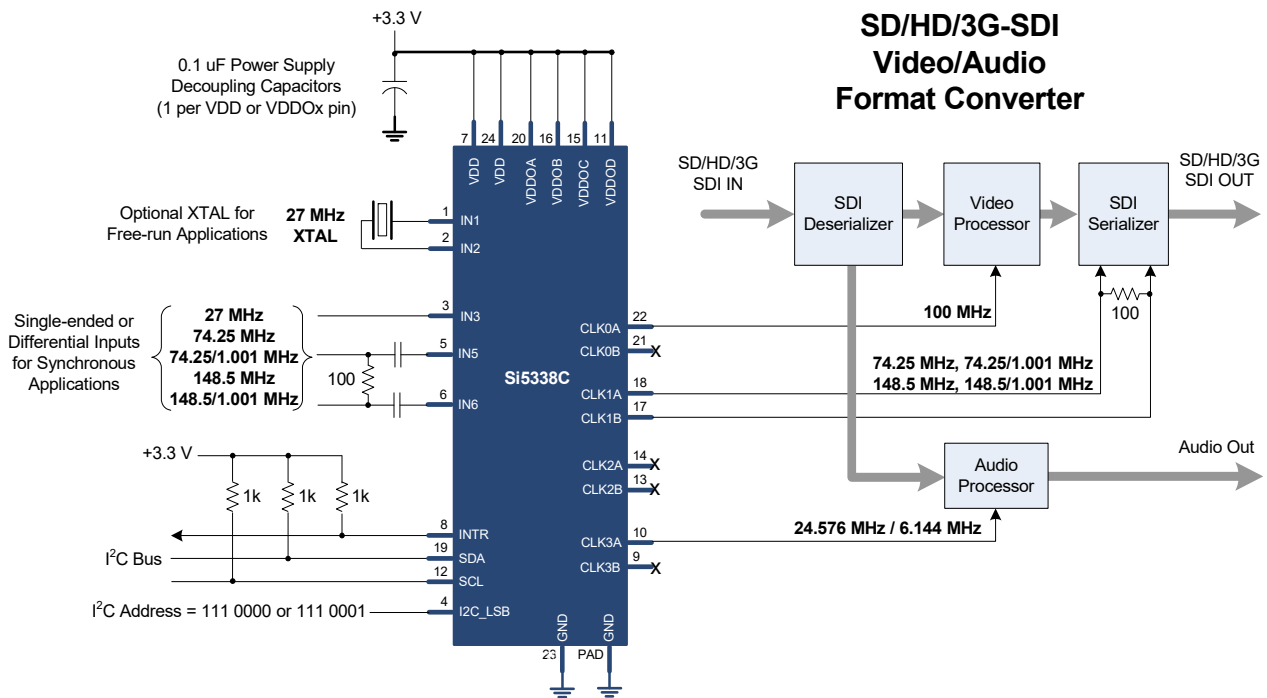 +3.3 V
SD/HD/3G-SDI
Video/Audio
Format Converter
0.1 uF Power Supply
Decoupling Capacitors
(1 per VDD or VDDOx pin)
7
24
20
16
15
11
VDD
VDD
VDDOA
VDDOB
VDDOC
VDDOD
Optional XTAL for
Free-run Applications
27 MHz
XTAL
1
IN1
2
IN2
Single-ended or
Differential Inputs
for Synchronous
Applications
27 MHz
74.25 MHz
74.25/1.001 MHz
148.5 MHz
148.5/1.001 MHz
100
3
IN3
5
IN5
6
IN6
Si5338C
+3.3 V
1k
1k
1k
8
INTR
I2C Bus
19
SDA
12
SCL
I2C Address = 111 0000 or 111 0001
4
I2C_LSB
GND
GND
23
PAD
CLK0A
22
CLK0B
21
X
CLK1A
18
CLK1B
17
CLK2A
14
X
CLK2B
13
X
CLK3A
10
CLK3B
9
X
SD/HD/3G
SDI IN
SDI
Deserializer
Video
Processor
SDI
Serializer
SD/HD/3G
SDI OUT
100 MHz
100
74.25 MHz, 74.25/1.001 MHz
148.5 MHz, 148.5/1.001 MHz
Audio
Processor
Audio Out
24.576 MHz / 6.144 MHz